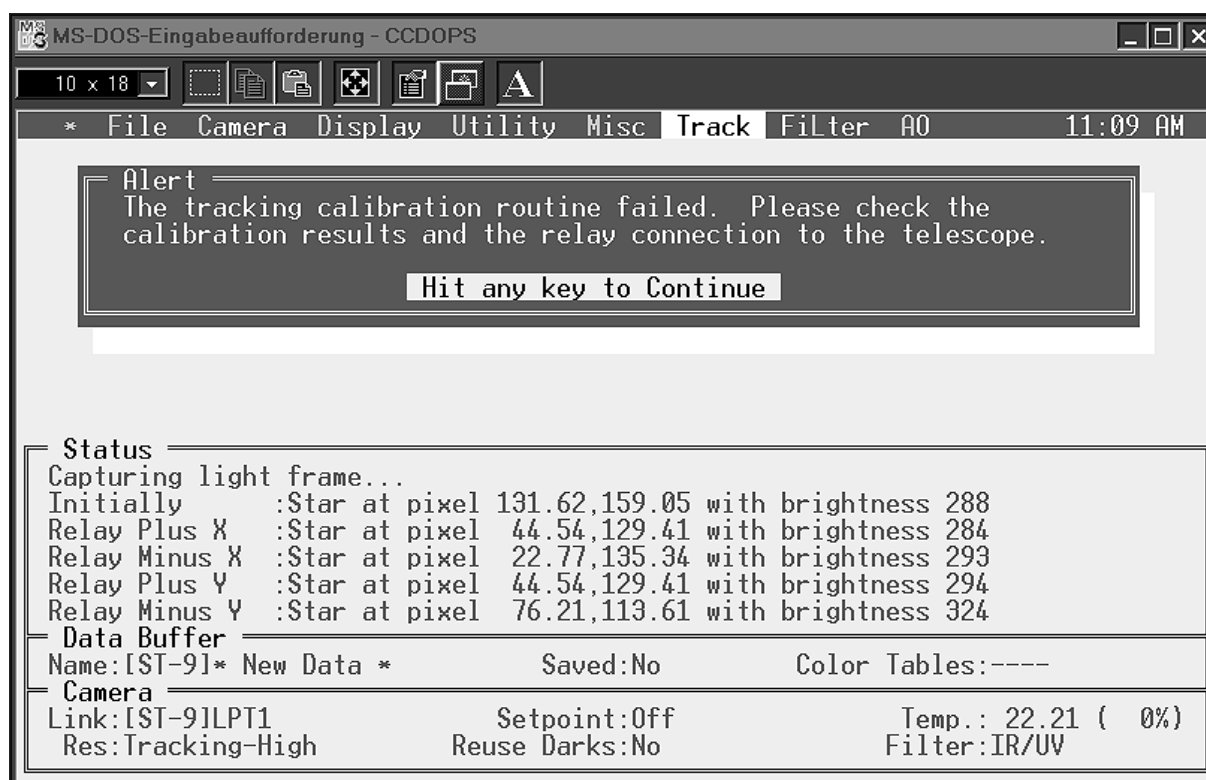 MS-DOS-Eingabeaufforderung - CCDOPS
10 x 18
A
* File Camera Display Utility Misc Track FiLter AO 11:09 AM
Alert
The tracking calibration routine failed. Please check the
calibration results and the relay connection to the telescope.
Hit any key to Continue
Status
Capturing light frame...
Initially :Star at pixel 131.62,159.05 with brightness 288
Relay Plus X :Star at pixel 44.54,129.41 with brightness 284
Relay Minus X :Star at pixel 22.77,135.34 with brightness 293
Relay Plus Y :Star at pixel 44.54,129.41 with brightness 294
Relay Minus Y :Star at pixel 76.21,113.61 with brightness 324
Data Buffer
Name:[ST-9]* New Data * Saved:No Color Tables:----
Camera
Link:[ST-9]LPT1 Setpoint:Off Temp.: 22.21 ( 0%)
Res:Tracking-High Reuse Darks:No Filter:IR/UV